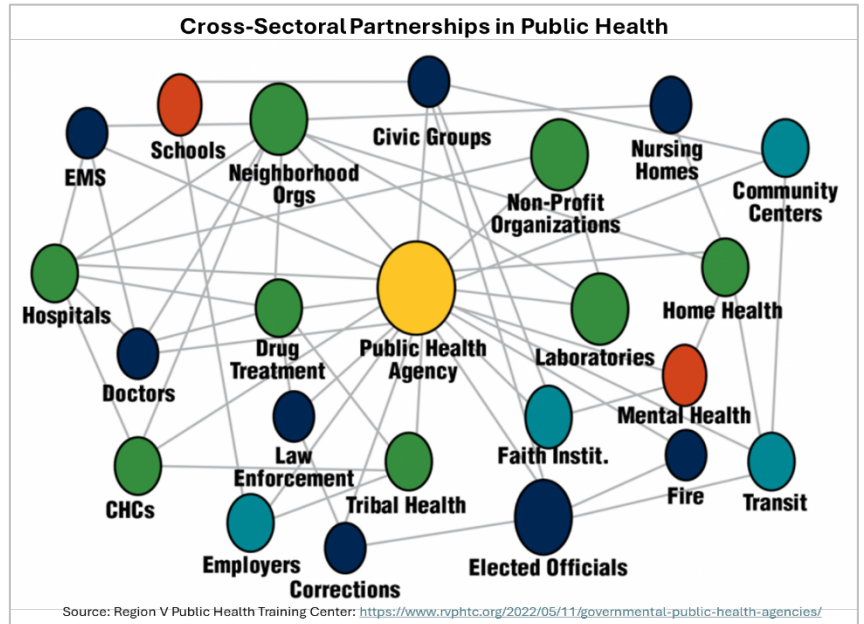 Cross-Sectoral Partnerships in Public Health
Civic Groups
Schools
Nursing
Homes
EMS
Neighborhood
Orgs
Non-Profit
Organizations
Community
Centers
Hospitals
Home Health
Drug
Treatment
Public Health
Agency
Laboratories
Doctors
Mental Health
Law
Enforcement
Faith Instit.
CHCs
Tribal Health
Fire
Transit
Employers
Corrections
Elected Officials
Source: Region V Public Health Training Center: https://www.rvphtc.org/2022/05/11/governmental-public-health-agencies/